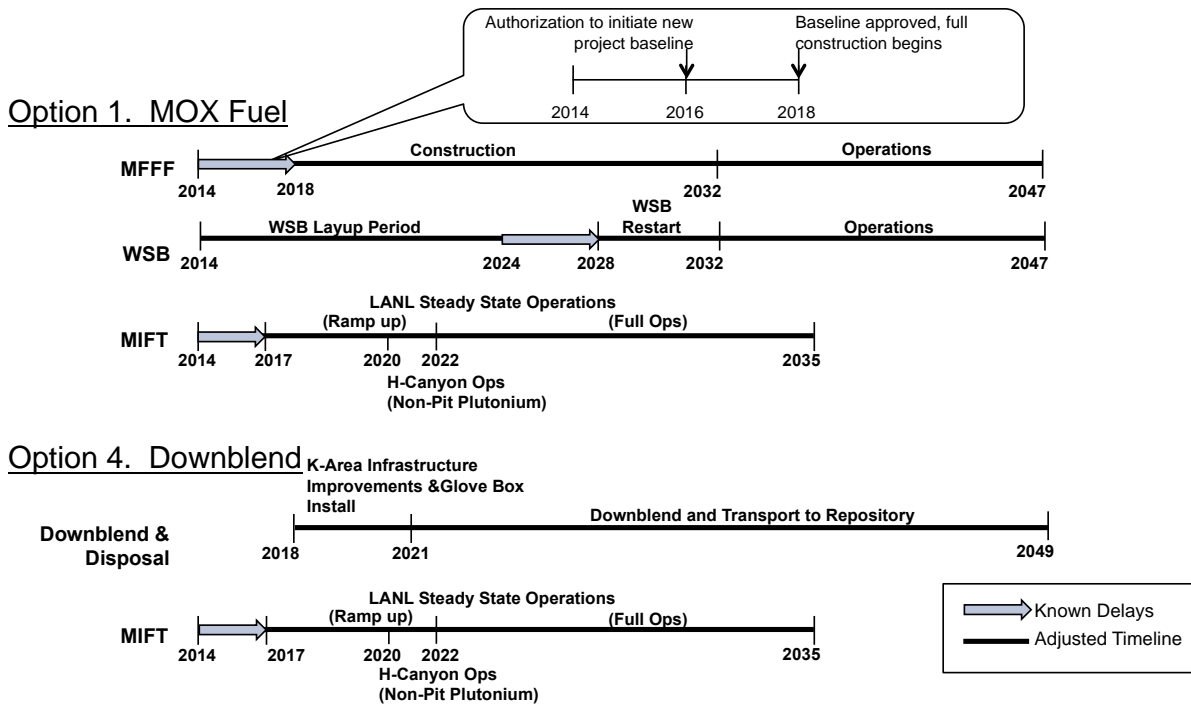 Authorization to initiate new
project baseline
Baseline approved, full
construction begins
2014 2016 2018
Option 1. MOX Fuel
MFFF
Construction Operations
2014 2018 2032 2047
WSB
WSB Layup Period
WSB
Restart
Operations
2014 2024 2028 2032 2047
MIFT
LANL Steady State Operations
(Ramp up) (Full Ops)
2014 2017 2020 2022 2035
H-Canyon Ops
(Non-Pit Plutonium)
Option 4. Downblend
K-Area Infrastructure
Improvements &Glove Box
Install
Downblend and Transport to Repository
Downblend &
Disposal
2018 2021 2049
MIFT
LANL Steady State Operations
(Ramp up) (Full Ops)
2014 2017 2020 2022 2035
H-Canyon Ops
(Non-Pit Plutonium)
Known Delays
Adjusted Timeline